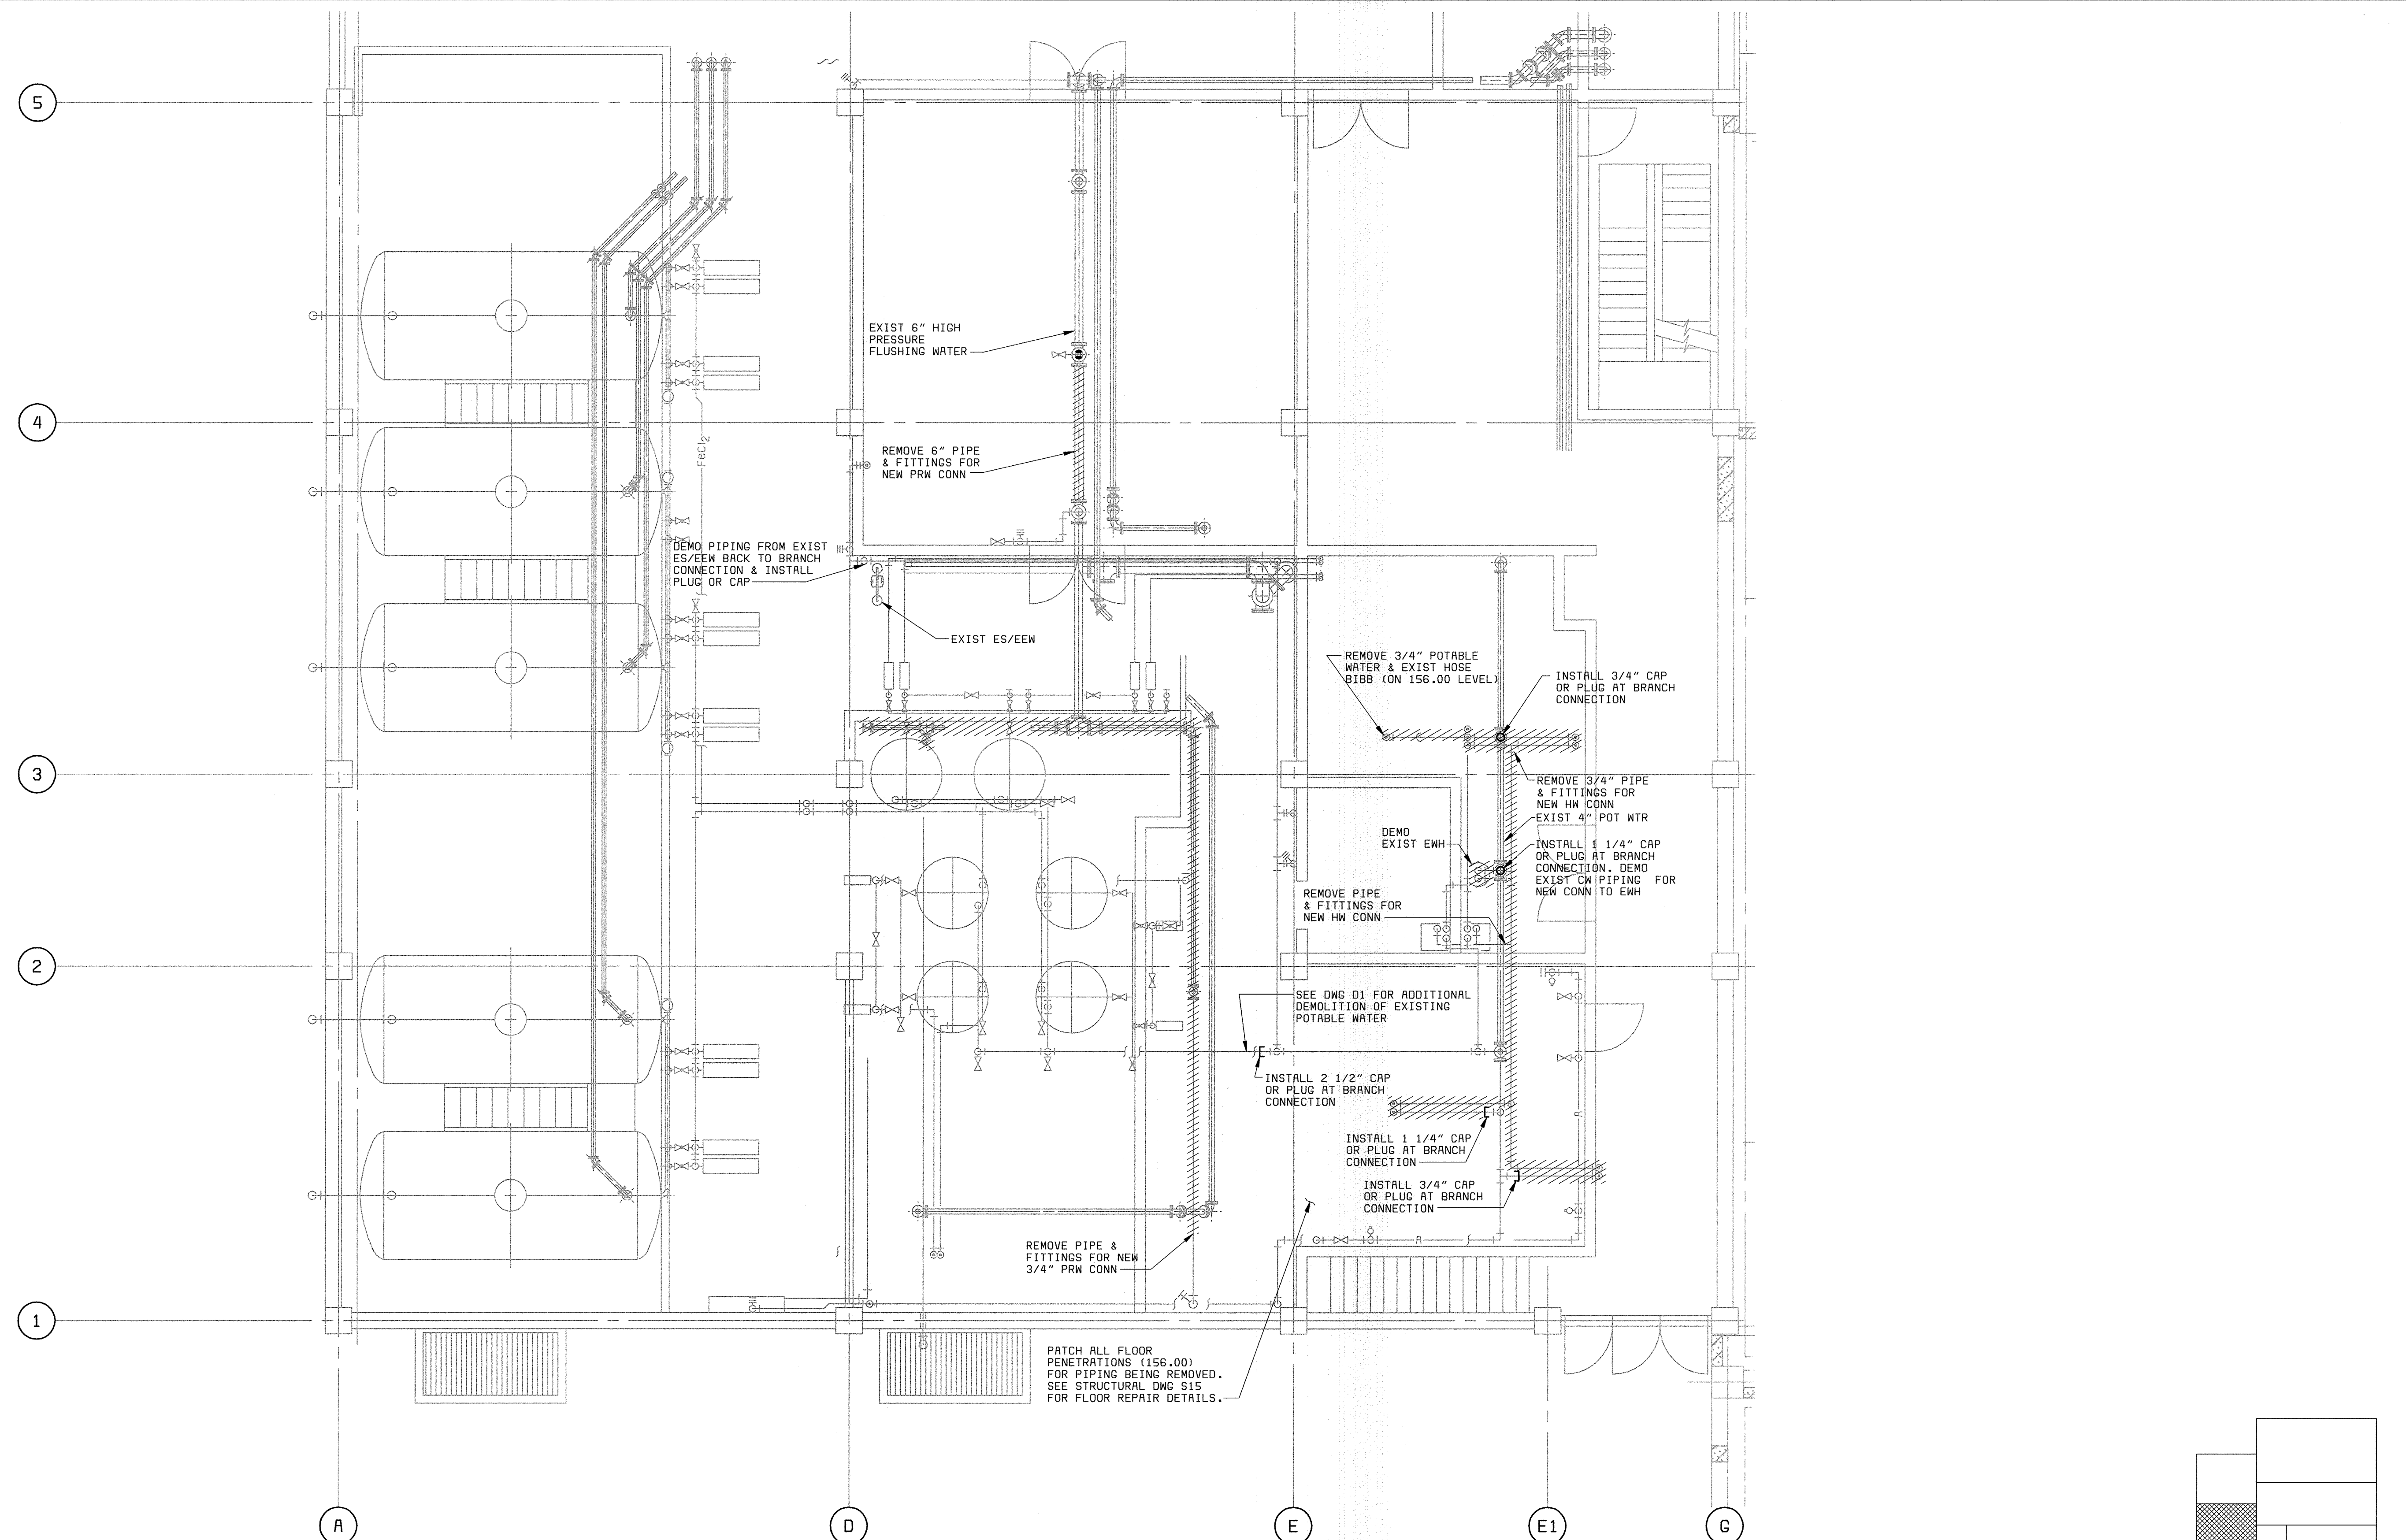 5
4
3
2
1
A
D
E
E1
G
EXIST 6" HIGH
PRESSURE
FLUSHING WATER
REMOVE 6" PIPE
& FITTINGS FOR
NEW PRW CONN
FeCl2
DEMO PIPING FROM EXIST
ES/EEW BACK TO BRANCH
CONNECTION & INSTALL
PLUG OR CAP
EXIST ES/EEW
REMOVE 3/4" POTABLE
WATER & EXIST HOSE
BIBB (ON 156.00 LEVEL)
INSTALL 3/4" CAP
OR PLUG AT BRANCH
CONNECTION
REMOVE 3/4" PIPE
& FITTINGS FOR
NEW HW CONN
EXIST 4" POT WTR
DEMO
EXIST EWH
INSTALL 1 1/4" CAP
OR PLUG AT BRANCH
CONNECTION. DEMO
EXIST CW PIPING FOR
NEW CONN TO EWH
REMOVE PIPE
& FITTINGS FOR
NEW HW CONN
SEE DWG D1 FOR ADDITIONAL
DEMOLITION OF EXISTING
POTABLE WATER
INSTALL 2 1/2" CAP
OR PLUG AT BRANCH
CONNECTION
A
INSTALL 1 1/4" CAP
OR PLUG AT BRANCH
CONNECTION
INSTALL 3/4" CAP
OR PLUG AT BRANCH
CONNECTION
A
REMOVE PIPE &
FITTINGS FOR NEW
3/4" PRW CONN
PATCH ALL FLOOR
PENETRATIONS (156.00)
FOR PIPING BEING REMOVED.
SEE STRUCTURAL DWG S15
FOR FLOOR REPAIR DETAILS.